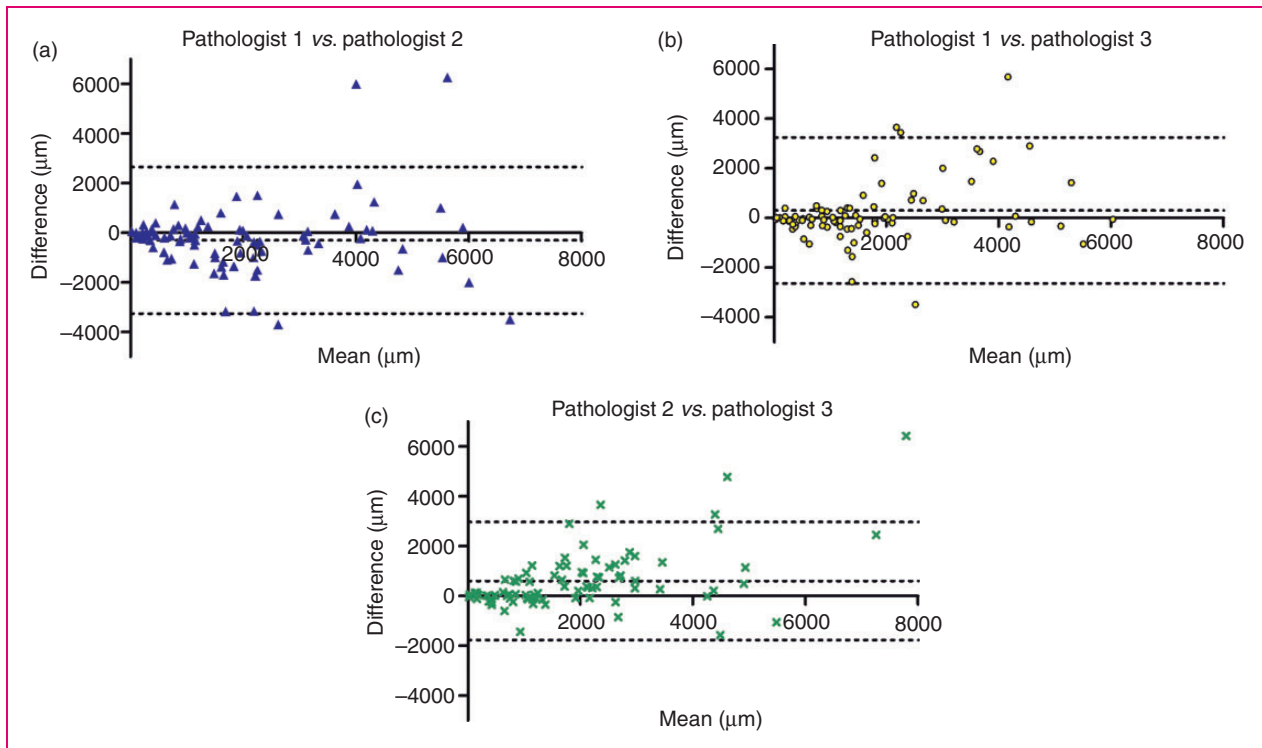 (a)
Pathologist 1 vs. pathologist 2
6000
4000
2000
0
–2000
–4000
2000
4000
6000
8000
Difference (μm)
Mean (μm)
(b)
Pathologist 1 vs. pathologist 3
6000
4000
2000
0
–2000
–4000
2000
4000
6000
8000
Difference (μm)
Mean (μm)
(c)
Pathologist 2 vs. pathologist 3
6000
4000
2000
0
–2000
–4000
2000
4000
6000
8000
Difference (μm)
Mean (μm)